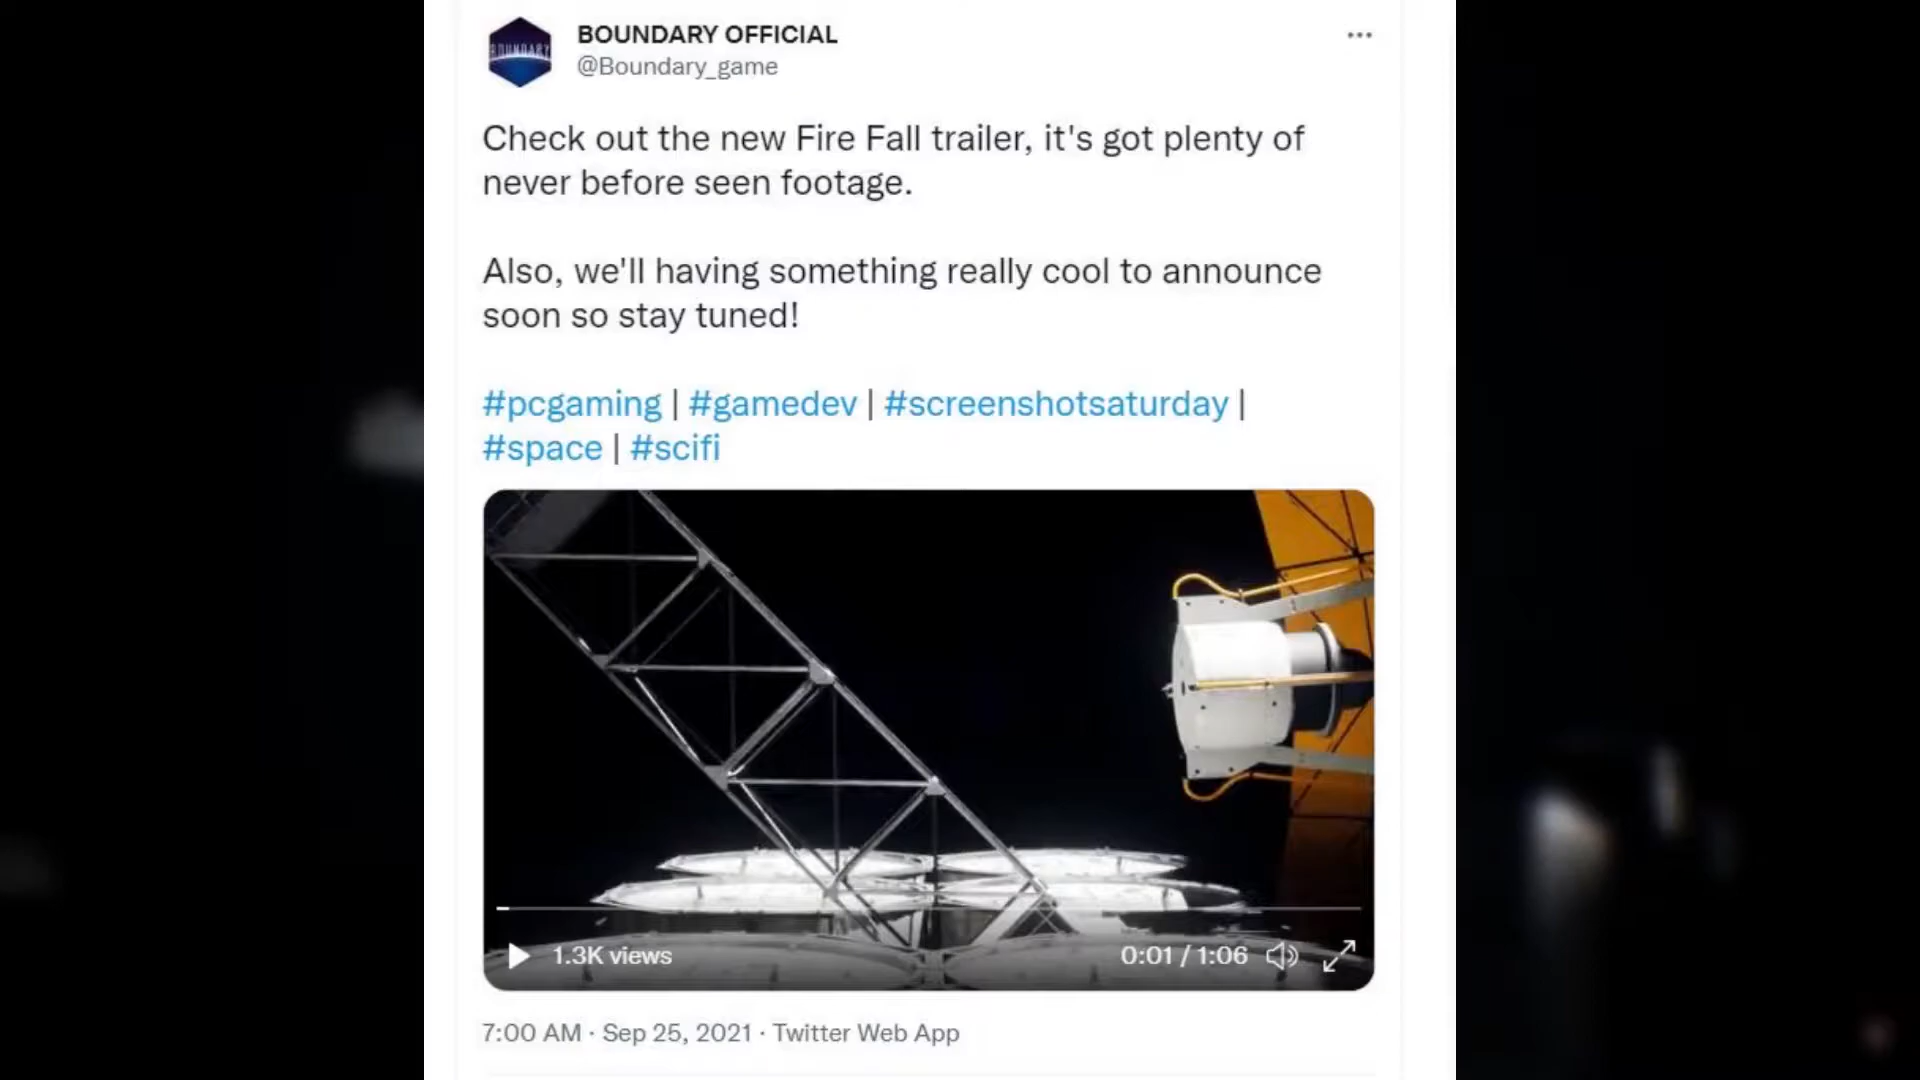 BOUNDARY
BOUNDARY OFFICIAL
@Boundary_game
Check out the new Fire Fall trailer, it's got plenty of
never before seen footage.
Also, we'll having something really cool to announce
soon so stay tuned!
#pcgaming | #gamedev | #screenshotsaturday |
#space | #scifi
1.3K views
0:01 / 1:06
7:00 AM · Sep 25, 2021 · Twitter Web App